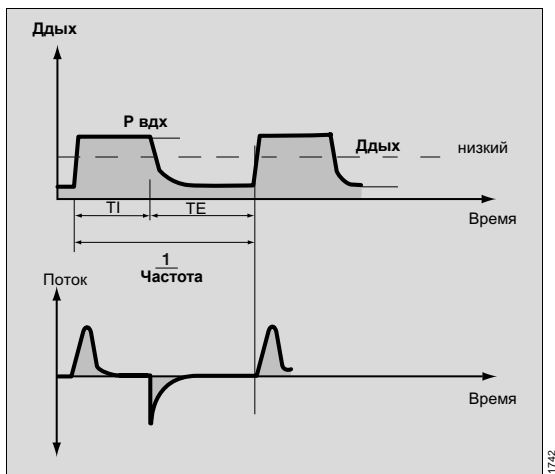 Ддых
Р вдх
Ддых
низкий
TI
TE
Время
1
Частота
Поток
Время
1742